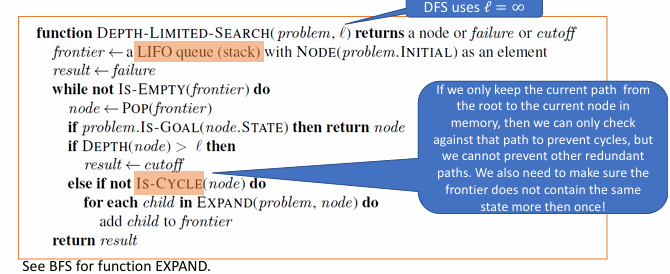 DFS uses ℓ = ∞
function DEPTH-LIMITED-SEARCH( problem, ℓ) returns a node or failure or cutoff
frontier ← a LIFO queue (stack) with NODE(problem.INITIAL) as an element
result ← failure
while not IS-EMPTY(frontier) do
node ← POP(frontier)
if problem.IS-GOAL(node.STATE) then return node
if DEPTH(node) > ℓ then
result ← cutoff
else if not IS-CYCLE(node) do
for each child in EXPAND(problem, node) do
add child to frontier
return result
If we only keep the current path from
the root to the current node in
memory, then we can only check
against that path to prevent cycles, but
we cannot prevent other redundant
paths. We also need to make sure the
frontier does not contain the same
state more then once!
See BFS for function EXPAND.